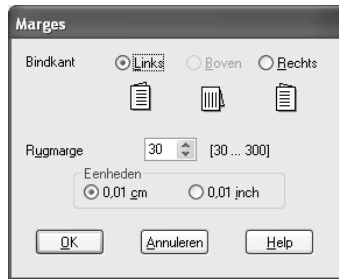 Marges
Bindkant Links Boven Rechts
Rugmarge 30 [30 ... 300]
Eenheden
0,01 cm 0,01 inch
OK Annuleren Help